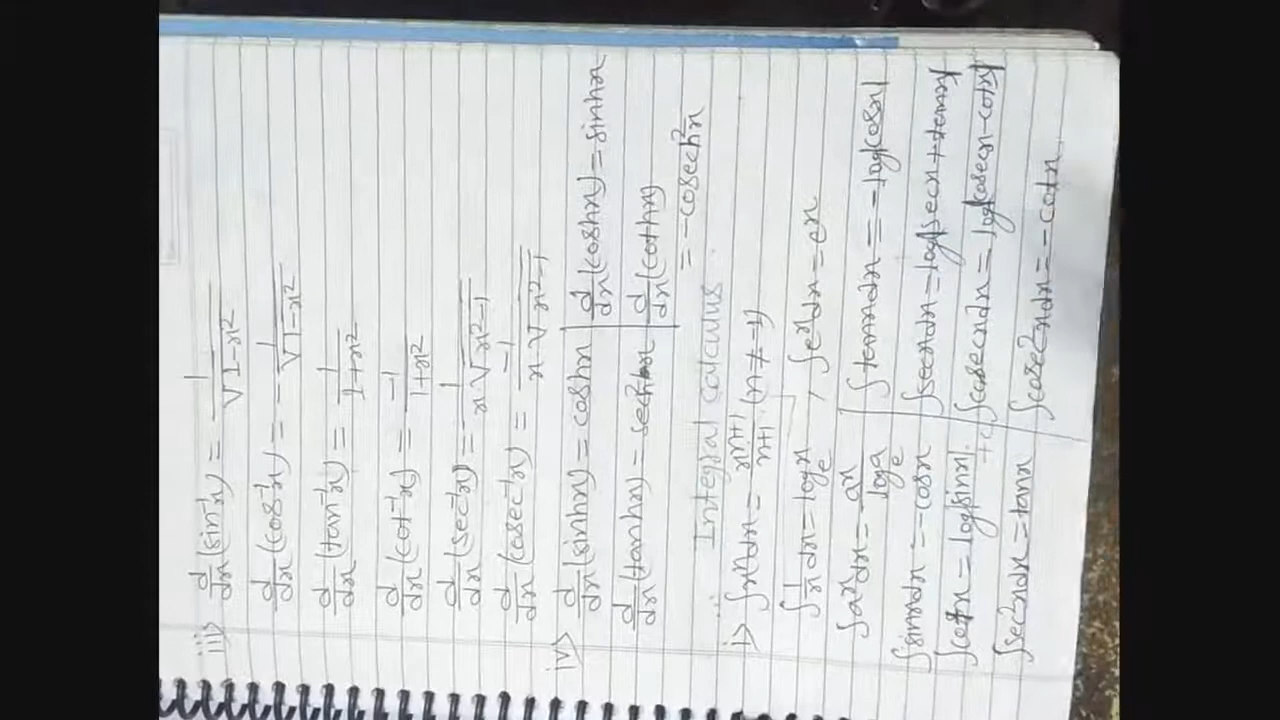 iii> d/dx (sin⁻¹x) = 1/√1-x²
d/dx (cos⁻¹x) = 1/√1-x²
d/dx (tan⁻¹x) = 1/1+x²
d/dx (cot⁻¹x) = -1/1+x²
d/dx (sec⁻¹x) = 1/x√x²-1
d/dx (cosec⁻¹x) = -1/x√x²-1
iv> d/dx (sinhx) = coshx | d/dx (coshx) = sinhx
d/dx (tanhx) = sech²x | d/dx (cothx)
= -cosech²x
Integral calculus
i> ∫xⁿdx = xⁿ⁺¹/n+1 (n ≠ -1)
∫1/x dx = logₑx , ∫eˣdx = eˣ
∫aˣdx = aˣ/logₑa | ∫tanxdx = -log|cosx|
∫sinxdx = -cosx | ∫secxdx = log|secx+tanx|
∫cotx = log|sinx| + c | ∫cosecxdx = log|cosecx-cotx|
∫sec²xdx = tanx | ∫cosec²xdx = -cotx